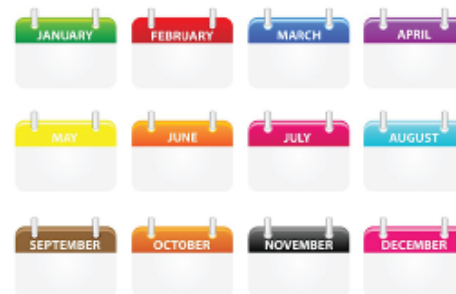 JANUARY FEBRUARY MARCH APRIL
MAY JUNE JULY AUGUST
SEPTEMBER OCTOBER NOVEMBER DECEMBER